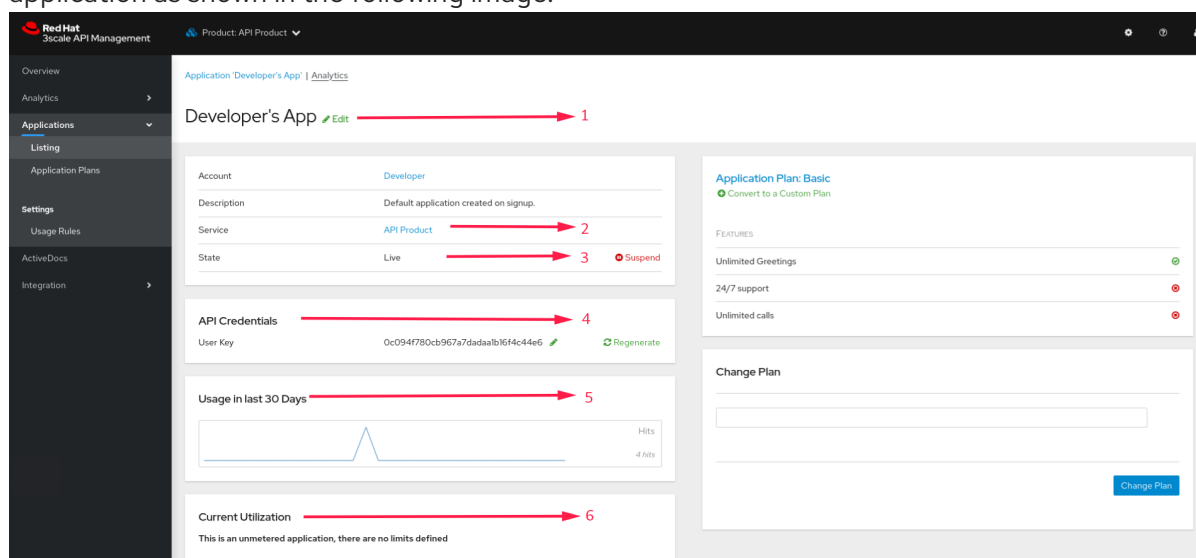 application as shown in the following image.
Red Hat
3scale API Management
Product: API Product
Overview
Analytics
Applications
Listing
Application Plans
Settings
Usage Rules
ActiveDocs
Integration
Application 'Developer's App' | Analytics
Developer's App Edit 1
Account Developer
Description Default application created on signup.
Service API Product 2
State Live 3 Suspend
API Credentials 4
User Key 0c094f780cb967a7dadaa1b16f4c44e6 Regenerate
Usage in last 30 Days 5
Hits
4 hits
Current Utilization 6
This is an unmetered application, there are no limits defined
Application Plan: Basic
Convert to a Custom Plan
FEATURES
Unlimited Greetings
24/7 support
Unlimited calls
Change Plan
Change Plan